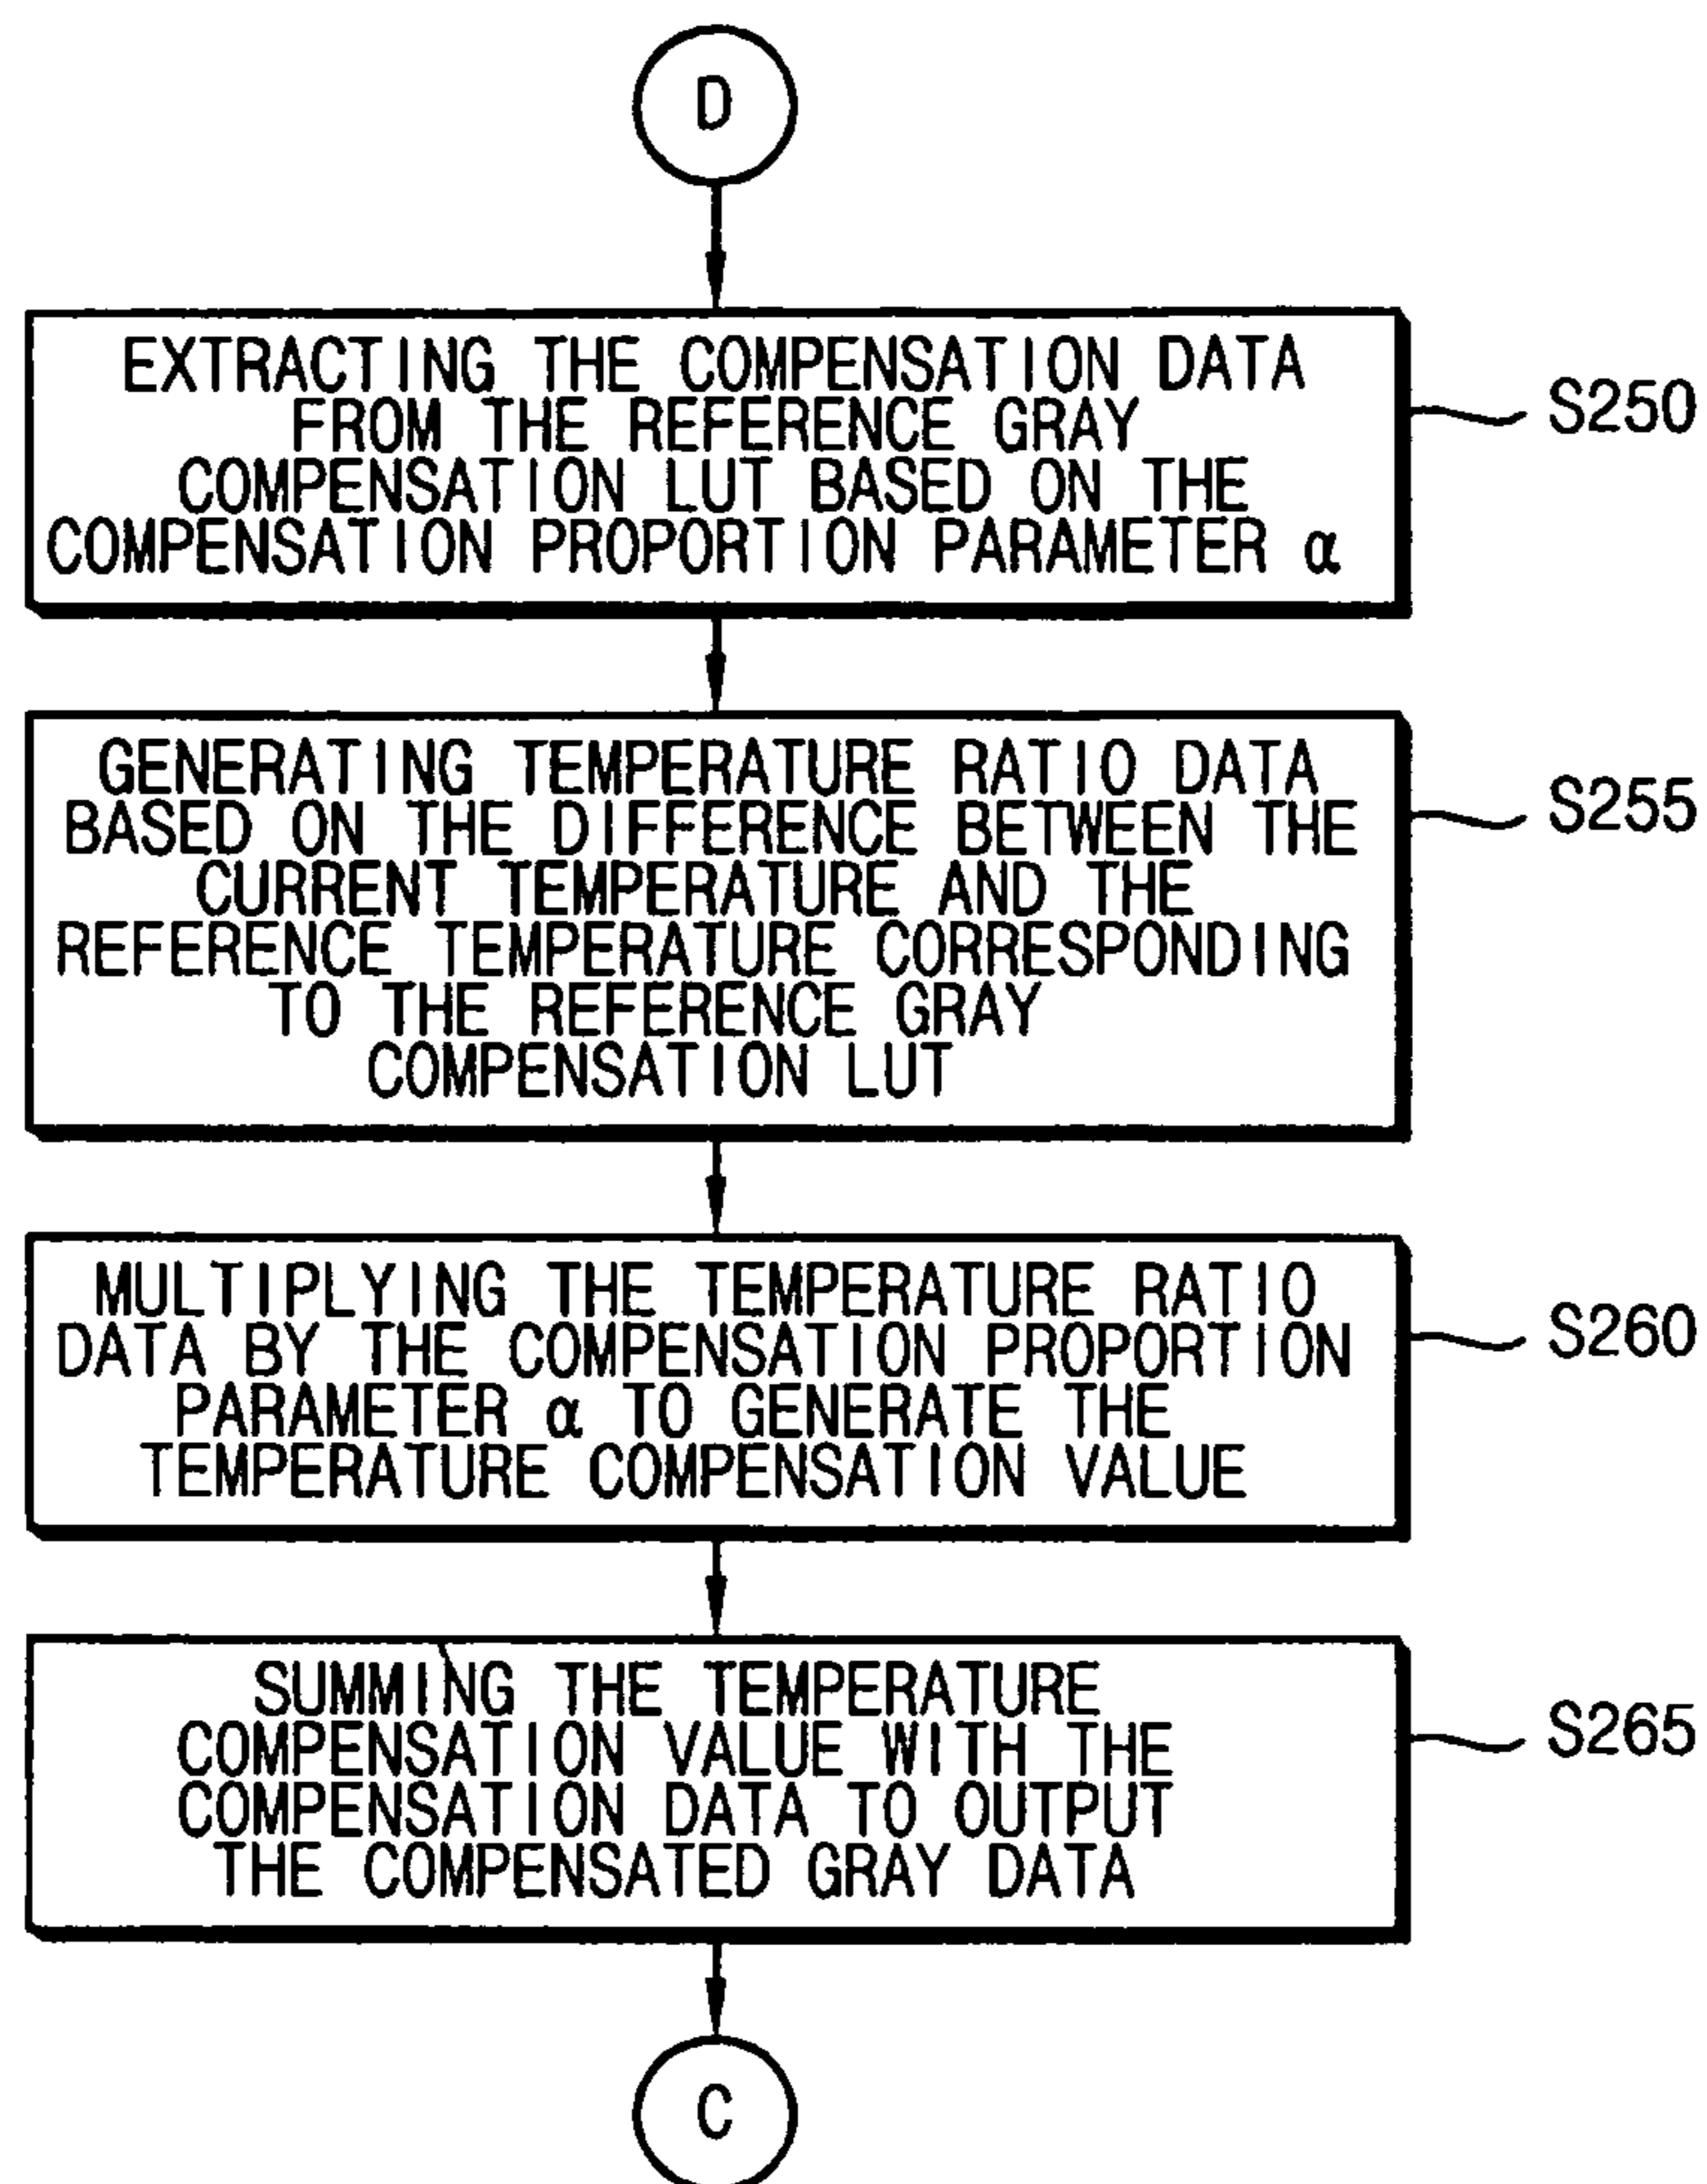 D
EXTRACTING THE COMPENSATION DATA
FROM THE REFERENCE GRAY
COMPENSATION LUT BASED ON THE
COMPENSATION PROPORTION PARAMETER α
S250
GENERATING TEMPERATURE RATIO DATA
BASED ON THE DIFFERENCE BETWEEN THE
CURRENT TEMPERATURE AND THE
REFERENCE TEMPERATURE CORRESPONDING
TO THE REFERENCE GRAY
COMPENSATION LUT
S255
MULTIPLYING THE TEMPERATURE RATIO
DATA BY THE COMPENSATION PROPORTION
PARAMETER α TO GENERATE THE
TEMPERATURE COMPENSATION VALUE
S260
SUMMING THE TEMPERATURE
COMPENSATION VALUE WITH THE
COMPENSATION DATA TO OUTPUT
THE COMPENSATED GRAY DATA
S265
C